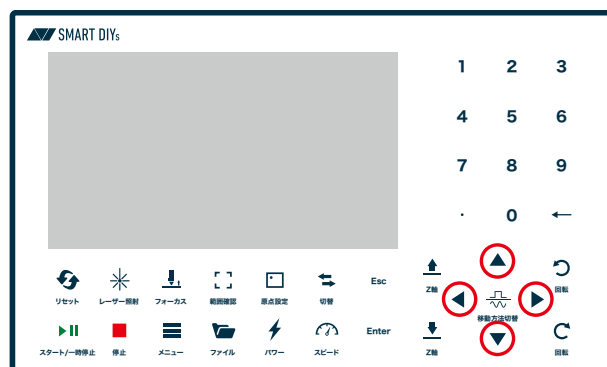 SMART DIYs
1 2 3
4 5 6
7 8 9
. 0 ←
リセット レーザー照射 フォーカス 範囲確認 原点設定 切替 Esc Z軸 回転
移動方法切替
スタート/一時停止 停止 メニュー ファイル パワー スピード Enter Z軸 回転